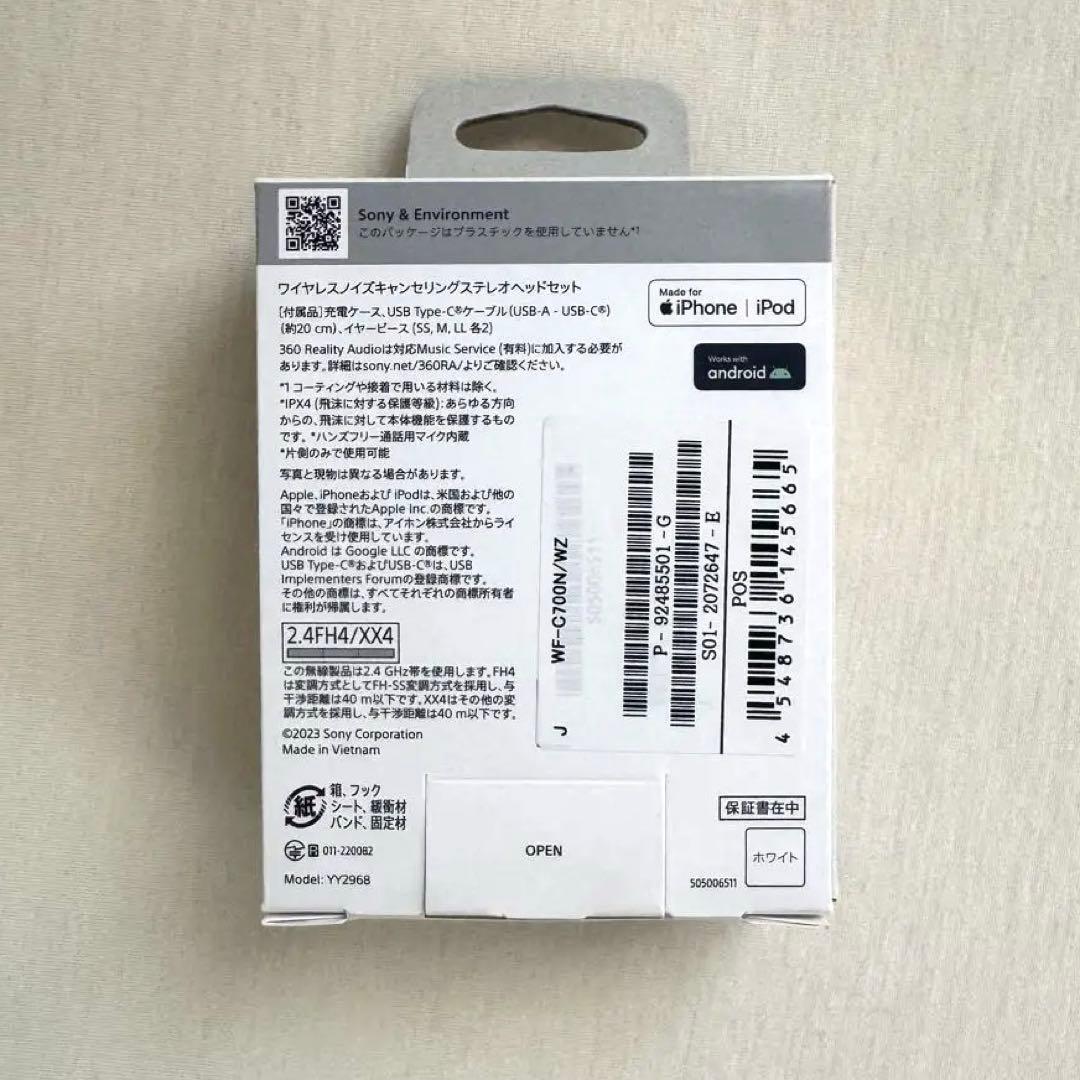 Sony & Environment
このパッケージはプラスチックを使用していません*1
ワイヤレスノイズキャンセリングステレオヘッドセット
[付属品]充電ケース、USB Type-C®ケーブル(USB-A - USB-C®)
(約20 cm)、イヤーピース (SS, M, LL 各2)
360 Reality Audioは対応Music Service (有料)に加入する必要が
あります。詳細はsony.net/360RA/よりご確認ください。
*1 コーティングや接着で用いる材料は除く。
*IPX4 (飛沫に対する保護等級): あらゆる方向
からの、飛沫に対して本体機能を保護するもの
です。 *ハンズフリー通話用マイク内蔵
*片側のみで使用可能
写真と現物は異なる場合があります。
Apple、iPhoneおよび iPodは、米国および他の
国々で登録されたApple Inc.の商標です。
「iPhone」の商標は、アイホン株式会社からライ
センスを受け使用しています。
Android は Google LLC の商標です。
USB Type-C®およびUSB-C®は、USB
Implementers Forumの登録商標です。
その他の商標は、すべてそれぞれの商標所有者
に権利が帰属します。
2.4FH4/XX4
この無線製品は2.4 GHz帯を使用します。FH4
は変調方式としてFH-SS変調方式を採用し、与
干渉距離は40 m以下です。XX4はその他の変
調方式を採用し、与干渉距離は40 m以下です。
©2023 Sony Corporation
Made in Vietnam
紙
箱、フック
シート、緩衝材
バンド、固定材
R 011-220082
Model: YY2968
Made for
iPhone | iPod
Works with
android
J WF-C700N/WZ
505006511
P - 92485501 - G
S01- 2072647 - E
POS
4 548736 145665
OPEN
保証書在中
ホワイト
505006511